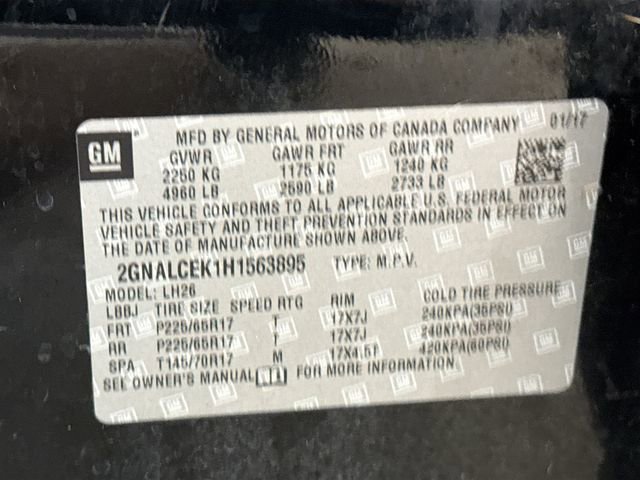 GM MFD BY GENERAL MOTORS OF CANADA COMPANY 01/17
GVWR GAWR FRT GAWR RR
2250 KG 1175 KG 1240 KG
4960 LB 2590 LB 2733 LB
THIS VEHICLE CONFORMS TO ALL APPLICABLE U.S. FEDERAL MOTOR
VEHICLE SAFETY AND THEFT PREVENTION STANDARDS IN EFFECT ON
THE DATE OF MANUFACTURE SHOWN ABOVE.
2GNALCEK1H1563895 TYPE: M.P.V.
MODEL: LH26
LBBJ TIRE SIZE SPEED RTG RIM COLD TIRE PRESSURE
FRT P225/65R17 T 17X7J 240KPA(35PSI)
RR P225/65R17 T 17X7J 240KPA(35PSI)
SPA T145/70R17 M 17X4.5T 420KPA(60PSI)
SEE OWNER'S MANUAL FOR MORE INFORMATION.